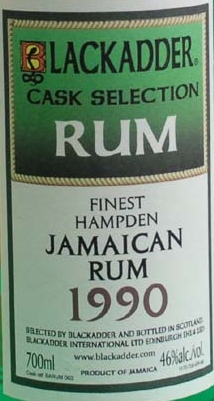 BLACKADDER®
CASK SELECTION
RUM
FINEST
HAMPDEN
JAMAICAN
RUM
1990
SELECTED BY BLACKADDER AND BOTTLED IN SCOTLAND
BLACKADDER INTERNATIONAL LTD EDINBURGH
700ml
www.blackadder.com
46%alc./vol.
PRODUCT OF JAMAICA